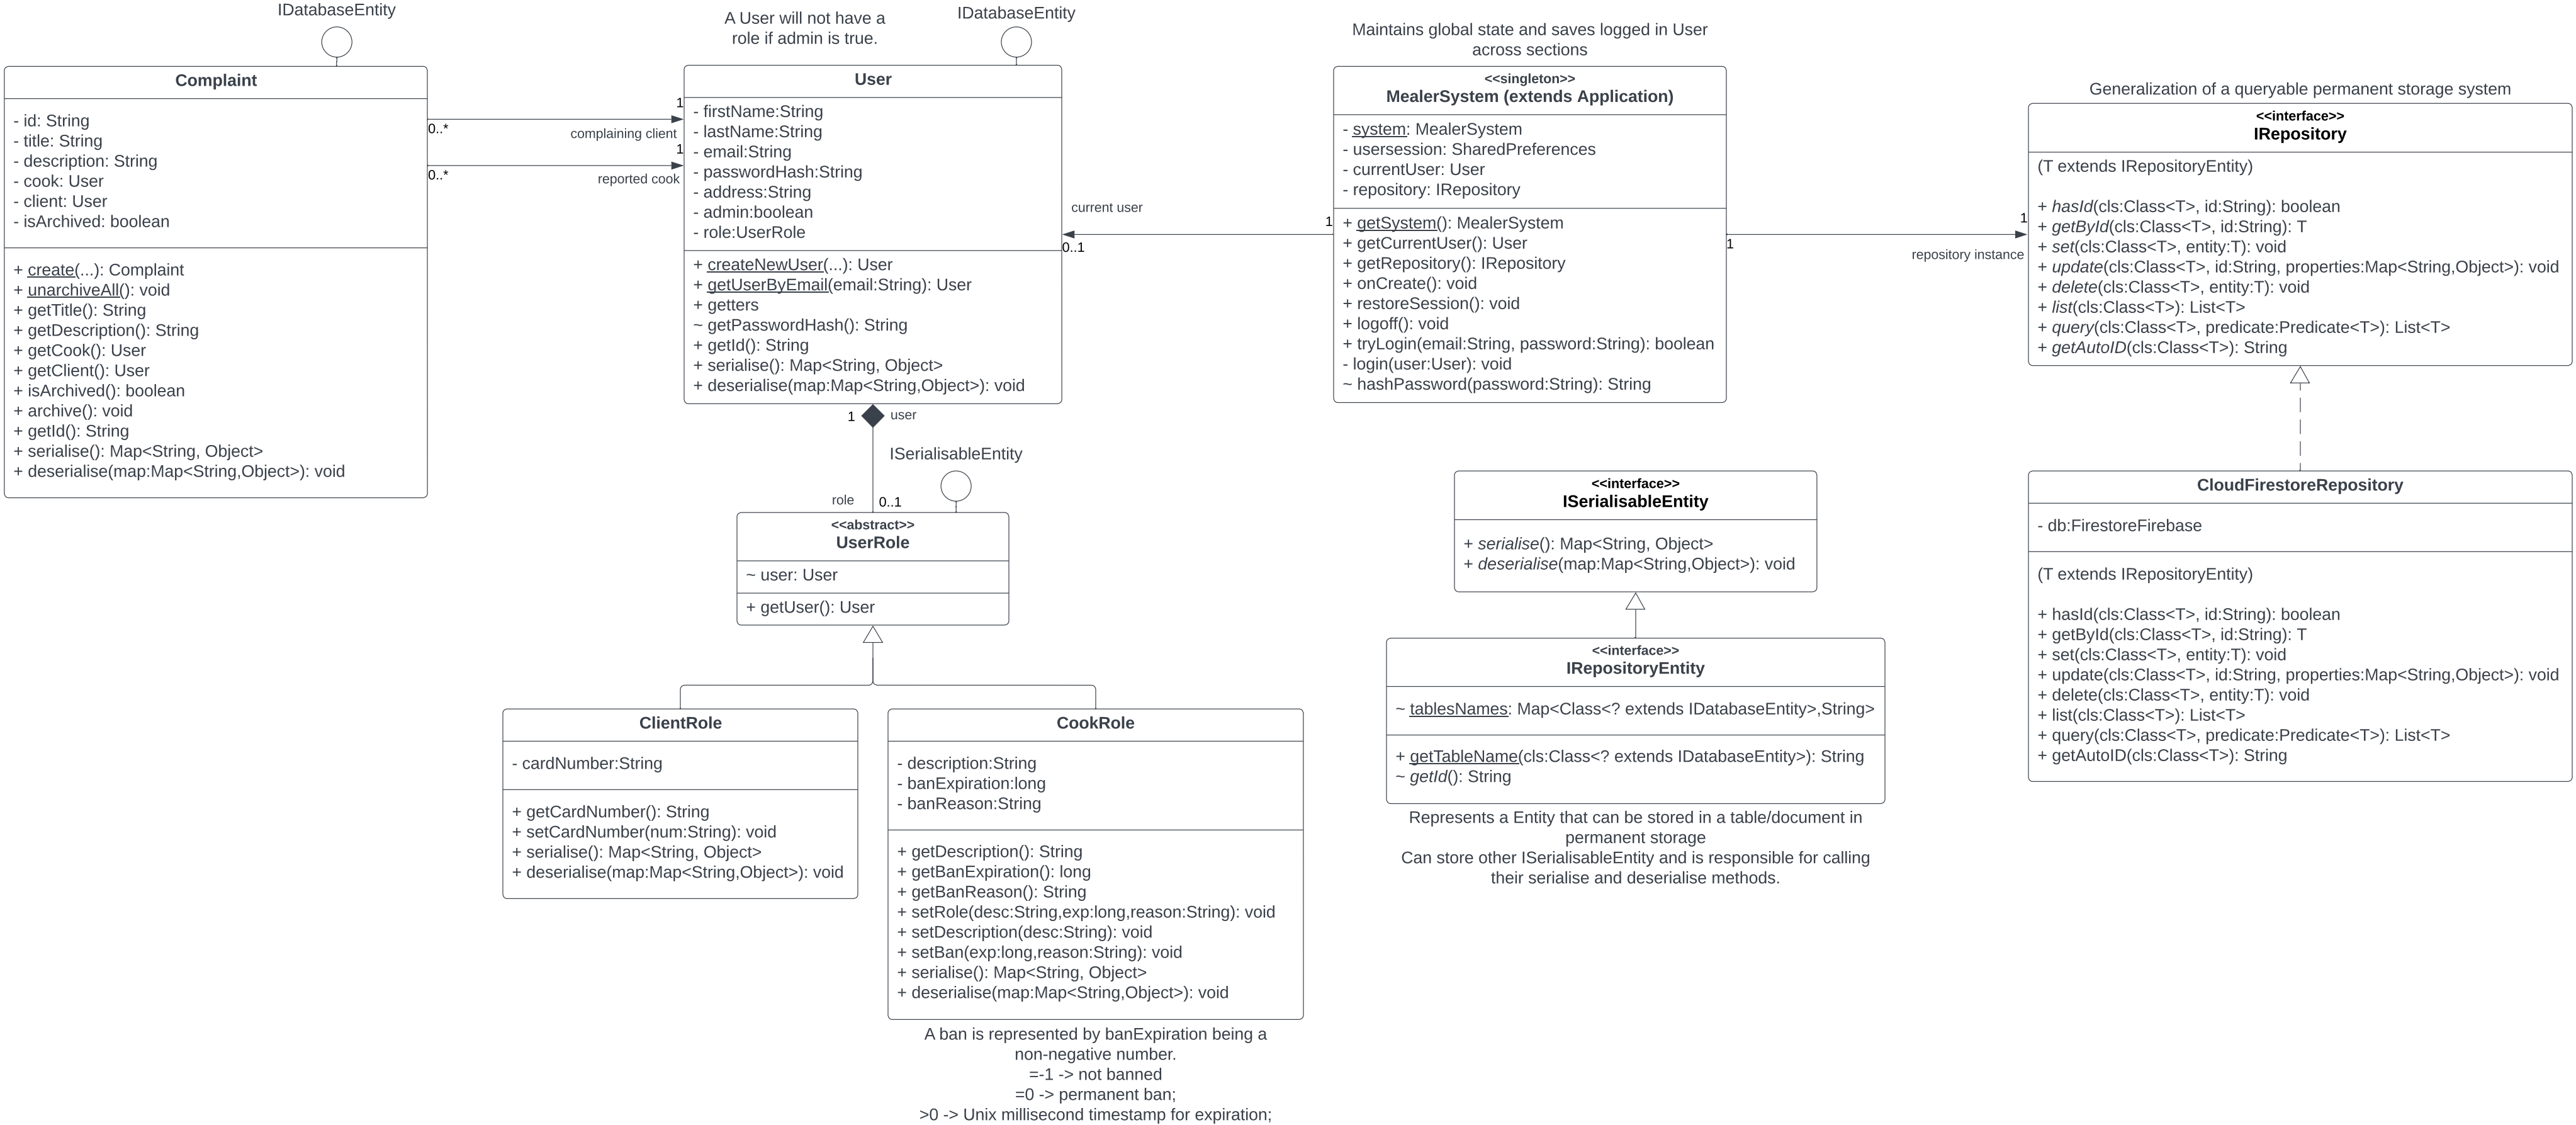 IDatabaseEntity
Complaint
- id: String
- title: String
- description: String
- cook: User
- client: User
- isArchived: boolean
+ create(...): Complaint
+ unarchiveAll(): void
+ getTitle(): String
+ getDescription(): String
+ getCook(): User
+ getClient(): User
+ isArchived(): boolean
+ archive(): void
+ getId(): String
+ serialise(): Map<String, Object>
+ deserialise(map:Map<String,Object>): void
0..*
1
complaining client
0..*
1
reported cook
A User will not have a
role if admin is true.
IDatabaseEntity
User
- firstName:String
- lastName:String
- email:String
- passwordHash:String
- address:String
- admin:boolean
- role:UserRole
+ createNewUser(...): User
+ getUserByEmail(email:String): User
+ getters
~ getPasswordHash(): String
+ getId(): String
+ serialise(): Map<String, Object>
+ deserialise(map:Map<String,Object>): void
1
user
role
0..1
ISerialisableEntity
<<abstract>>
UserRole
~ user: User
+ getUser(): User
ClientRole
- cardNumber:String
+ getCardNumber(): String
+ setCardNumber(num:String): void
+ serialise(): Map<String, Object>
+ deserialise(map:Map<String,Object>): void
CookRole
- description:String
- banExpiration:long
- banReason:String
+ getDescription(): String
+ getBanExpiration(): long
+ getBanReason(): String
+ setRole(desc:String,exp:long,reason:String): void
+ setDescription(desc:String): void
+ setBan(exp:long,reason:String): void
+ serialise(): Map<String, Object>
+ deserialise(map:Map<String,Object>): void
A ban is represented by banExpiration being a
non-negative number.
=-1 -> not banned
=0 -> permanent ban;
>0 -> Unix millisecond timestamp for expiration;
current user
0..1
1
Maintains global state and saves logged in User
across sections
<<singleton>>
MealerSystem (extends Application)
- system: MealerSystem
- usersession: SharedPreferences
- currentUser: User
- repository: IRepository
+ getSystem(): MealerSystem
+ getCurrentUser(): User
+ getRepository(): IRepository
+ onCreate(): void
+ restoreSession(): void
+ logoff(): void
+ tryLogin(email:String, password:String): boolean
- login(user:User): void
~ hashPassword(password:String): String
1
1
repository instance
<<interface>>
ISerialisableEntity
+ serialise(): Map<String, Object>
+ deserialise(map:Map<String,Object>): void
<<interface>>
IRepositoryEntity
~ tablesNames: Map<Class<? extends IDatabaseEntity>,String>
+ getTableName(cls:Class<? extends IDatabaseEntity>): String
~ getId(): String
Represents a Entity that can be stored in a table/document in
permanent storage
Can store other ISerialisableEntity and is responsible for calling
their serialise and deserialise methods.
Generalization of a queryable permanent storage system
<<interface>>
IRepository
(T extends IRepositoryEntity)
+ hasId(cls:Class<T>, id:String): boolean
+ getById(cls:Class<T>, id:String): T
+ set(cls:Class<T>, entity:T): void
+ update(cls:Class<T>, id:String, properties:Map<String,Object>): void
+ delete(cls:Class<T>, entity:T): void
+ list(cls:Class<T>): List<T>
+ query(cls:Class<T>, predicate:Predicate<T>): List<T>
+ getAutoID(cls:Class<T>): String
CloudFirestoreRepository
- db:FirestoreFirebase
(T extends IRepositoryEntity)
+ hasId(cls:Class<T>, id:String): boolean
+ getById(cls:Class<T>, id:String): T
+ set(cls:Class<T>, entity:T): void
+ update(cls:Class<T>, id:String, properties:Map<String,Object>): void
+ delete(cls:Class<T>, entity:T): void
+ list(cls:Class<T>): List<T>
+ query(cls:Class<T>, predicate:Predicate<T>): List<T>
+ getAutoID(cls:Class<T>): String